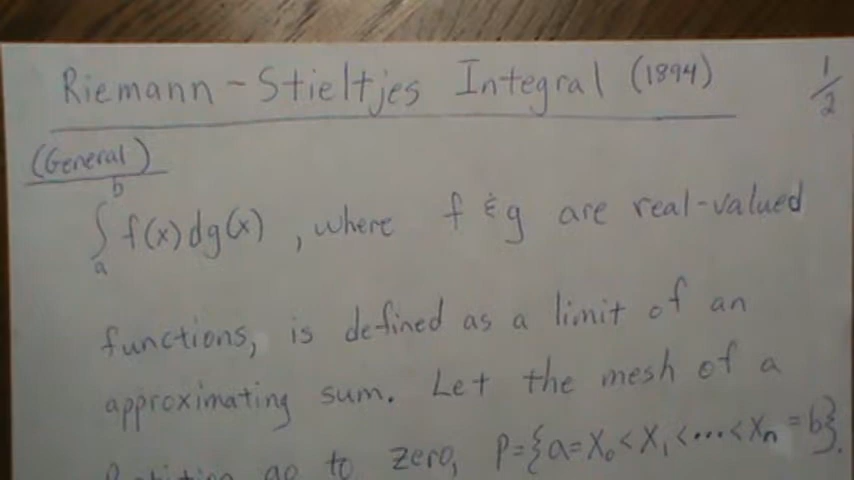 Riemann - Stieltjes Integral (1894) 1/2
(General)
∫_a^b f(x)dg(x), where f & g are real-valued
functions, is defined as a limit of an
approximating sum. Let the mesh of a
go to zero, P={a=X₀<X₁<···<Xₙ=b}.